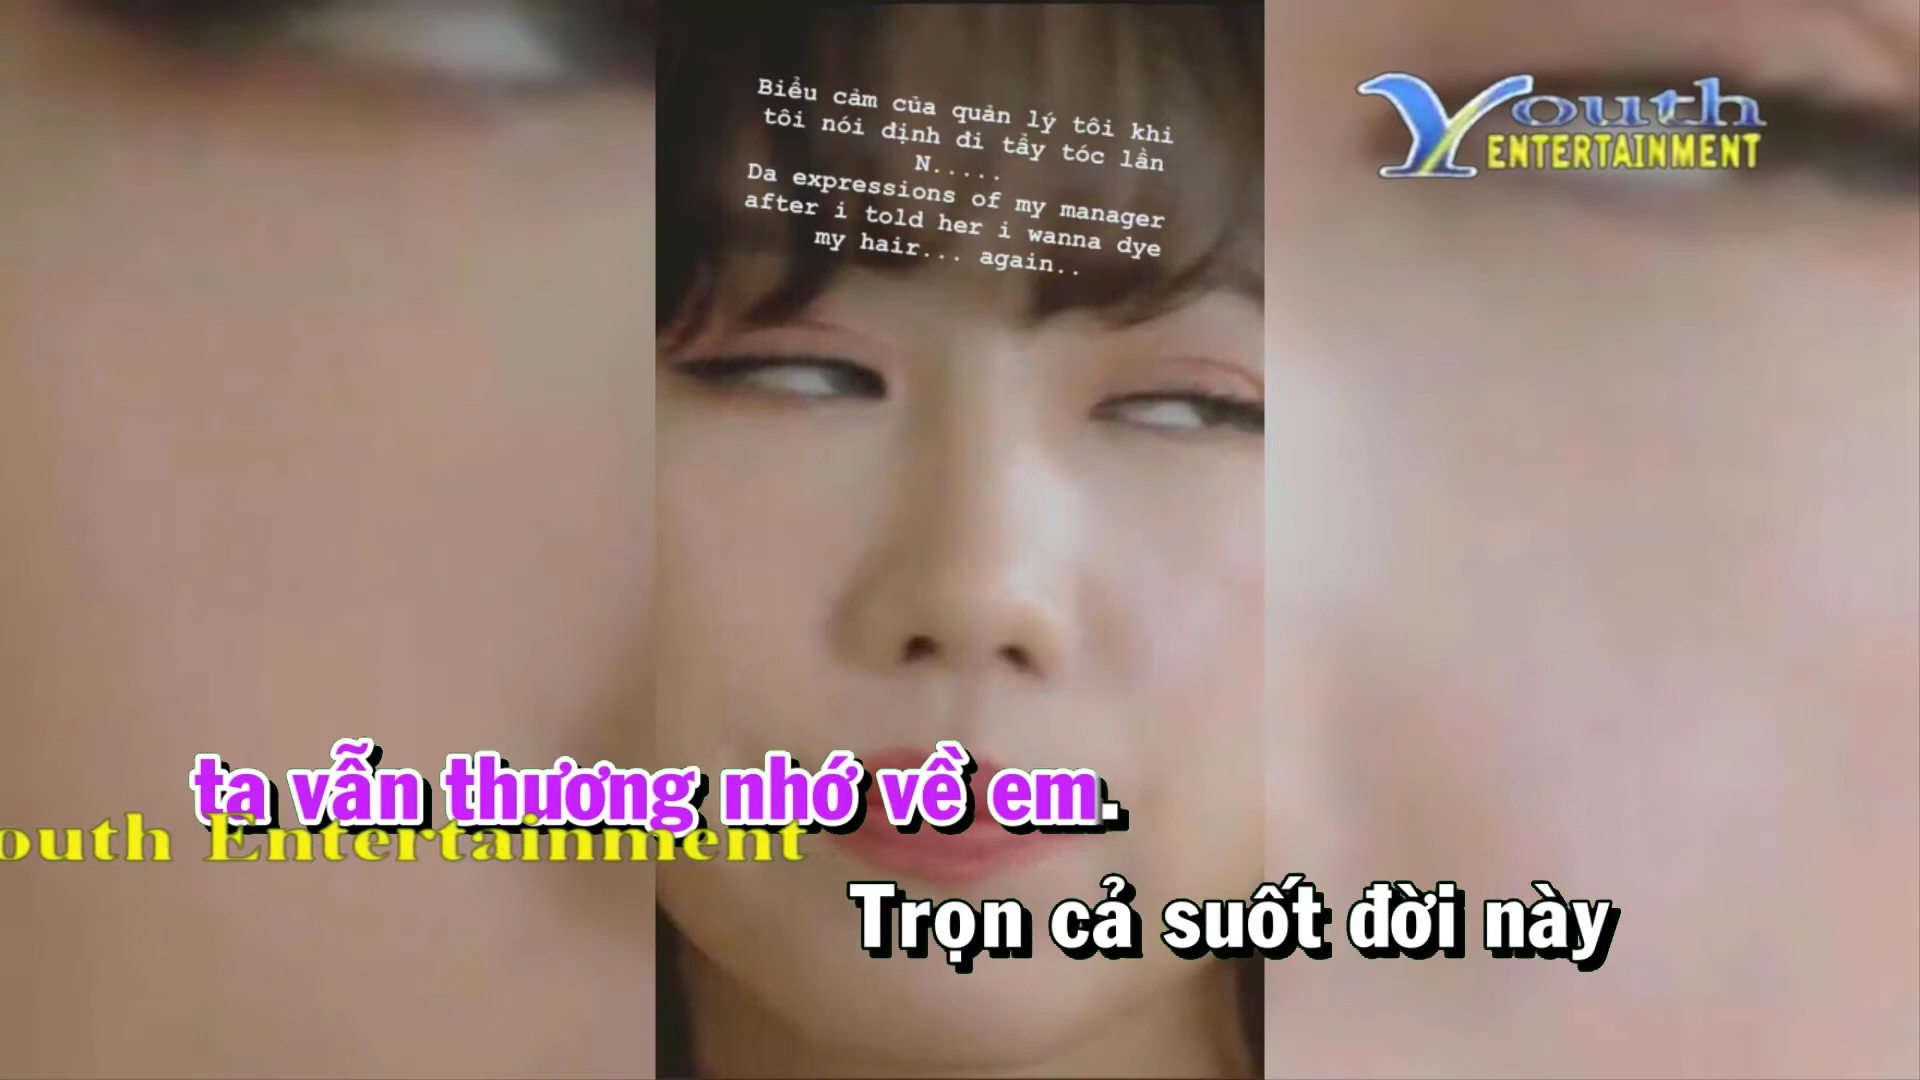 Biểu cảm của quản lý tôi khi
tôi nói định đi tẩy tóc lần
N.....
Da expressions of my manager
after i told her i wanna dye
my hair... again..
Youth
ENTERTAINMENT
ta vẫn thương nhớ về em.
outh Entertainment
Trọn cả suốt đời này